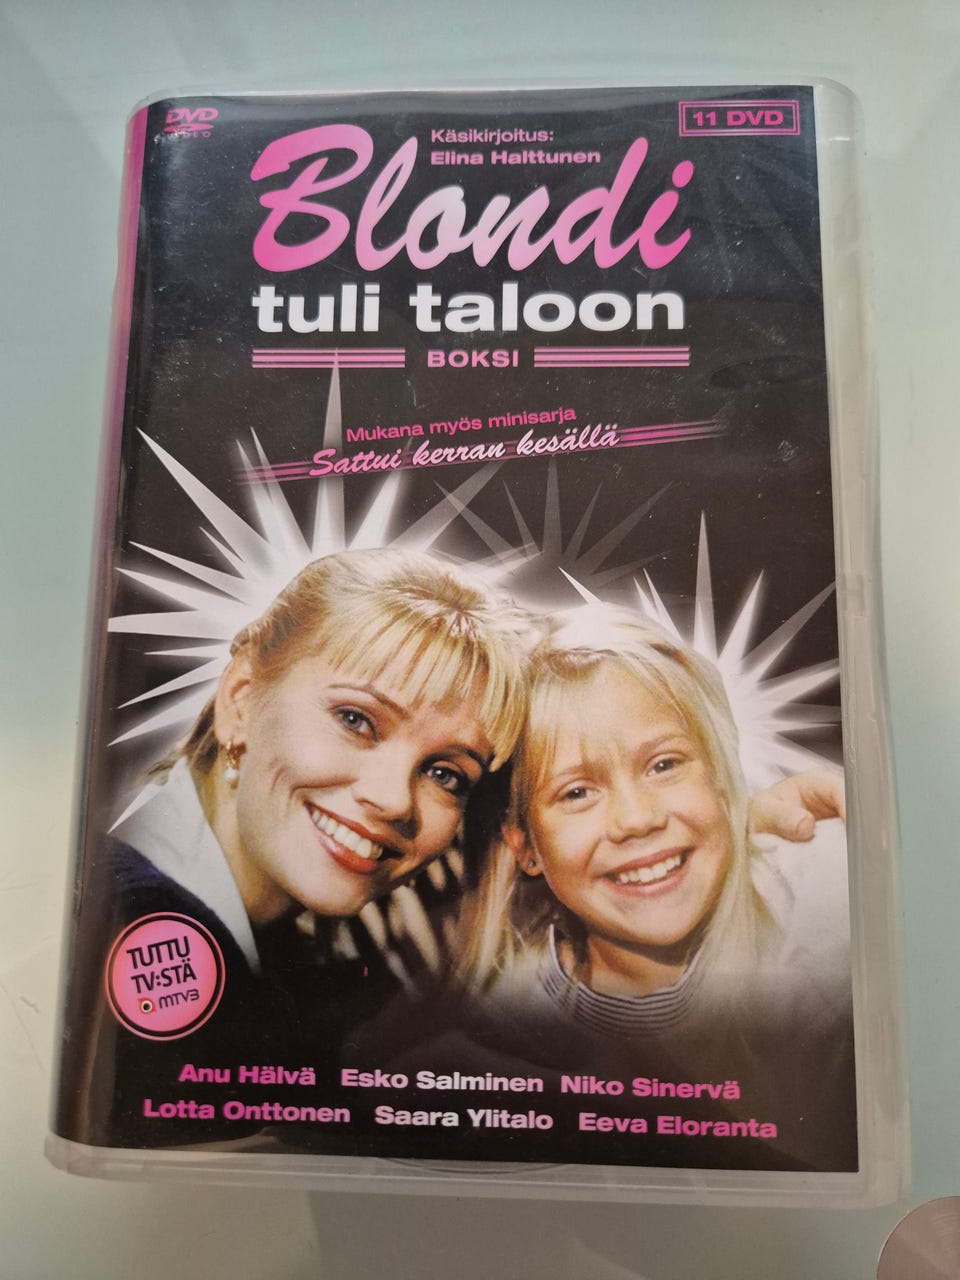 DVD
VIDEO
11 DVD
Käsikirjoitus:
Elina Halttunen
Blondi
tuli taloon
BOKSI
Mukana myös minisarja
Sattui kerran kesällä
TUTTU
TV:STÄ
MTV3
Anu Hälvä Esko Salminen Niko Sinervä
Lotta Onttonen Saara Ylitalo Eeva Eloranta